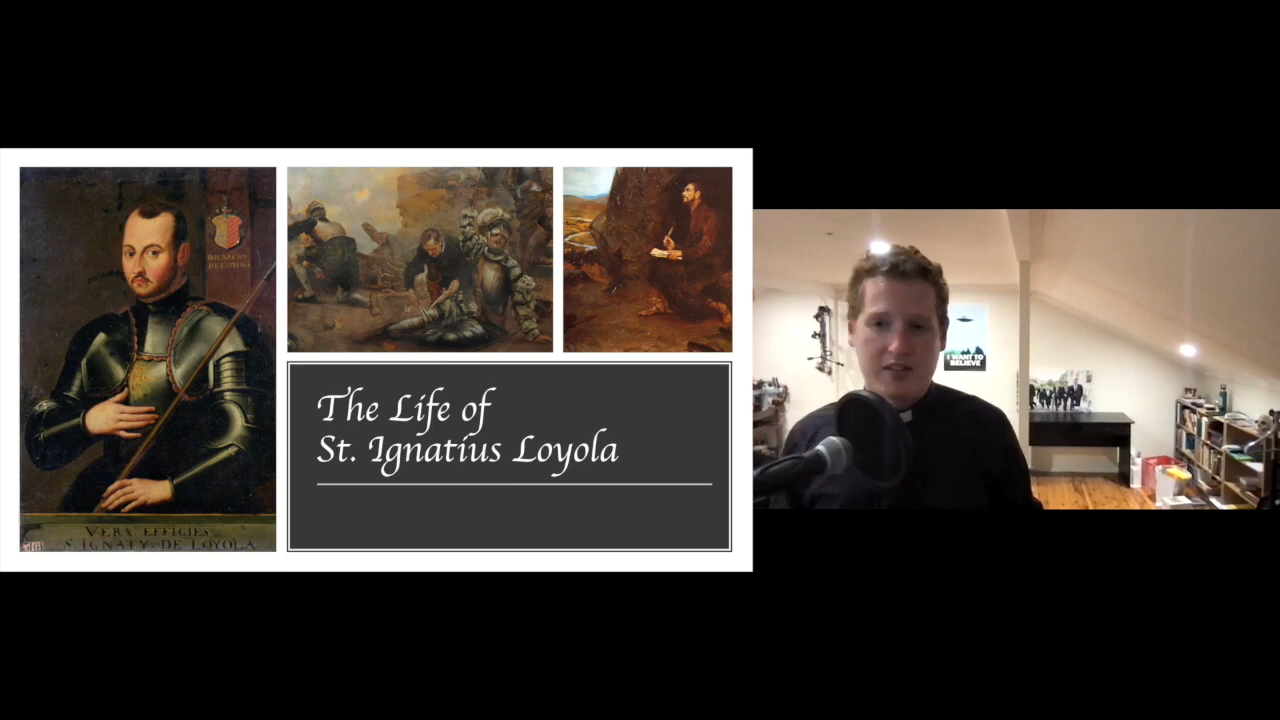 The Life of
St. Ignatius Loyola
VERA. EFFIGIES
S. IGNATY. DE LOYOLA
I WANT TO
BELIEVE